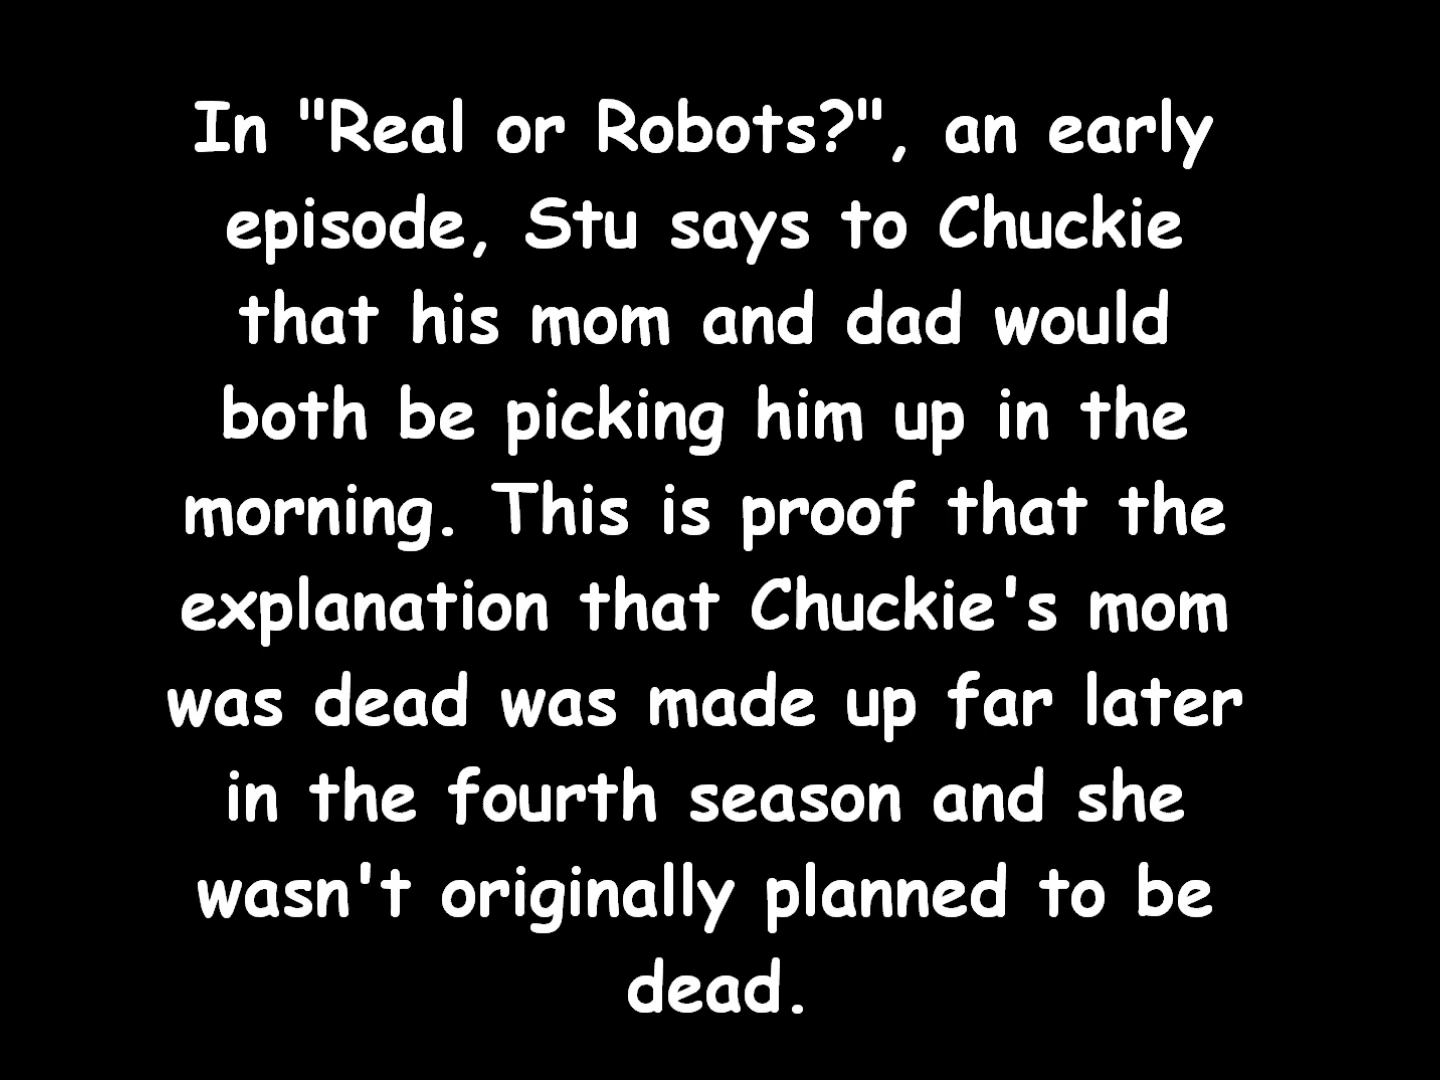 In "Real or Robots?", an early
episode, Stu says to Chuckie
that his mom and dad would
both be picking him up in the
morning. This is proof that the
explanation that Chuckie's mom
was dead was made up far later
in the fourth season and she
wasn't originally planned to be
dead.